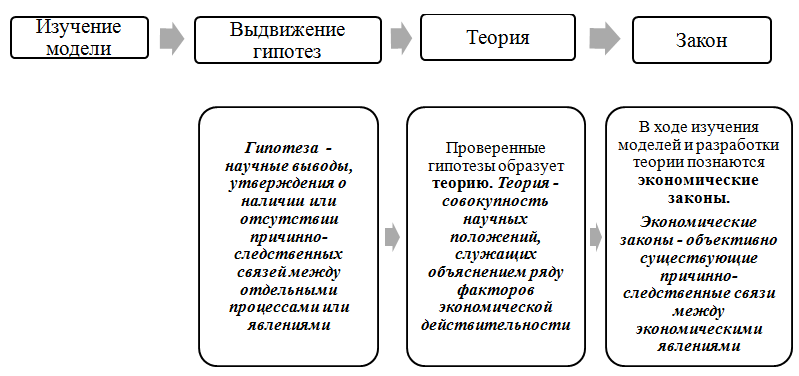 Изучение
модели
Выдвижение
гипотез
Теория
Закон
Гипотеза -
научные выводы,
утверждения о
наличии или
отсутствии
причинно-
следственных
связей между
отдельными
процессами или
явлениями
Проверенные
гипотезы образует
теорию. Теория -
совокупность
научных
положений,
служащих
объяснением ряду
факторов
экономической
действительности
В ходе изучения
моделей и разработки
теории познаются
экономические
законы.
Экономические
законы - объективно
существующие
причинно-
следственные связи
между
экономическими
явлениями